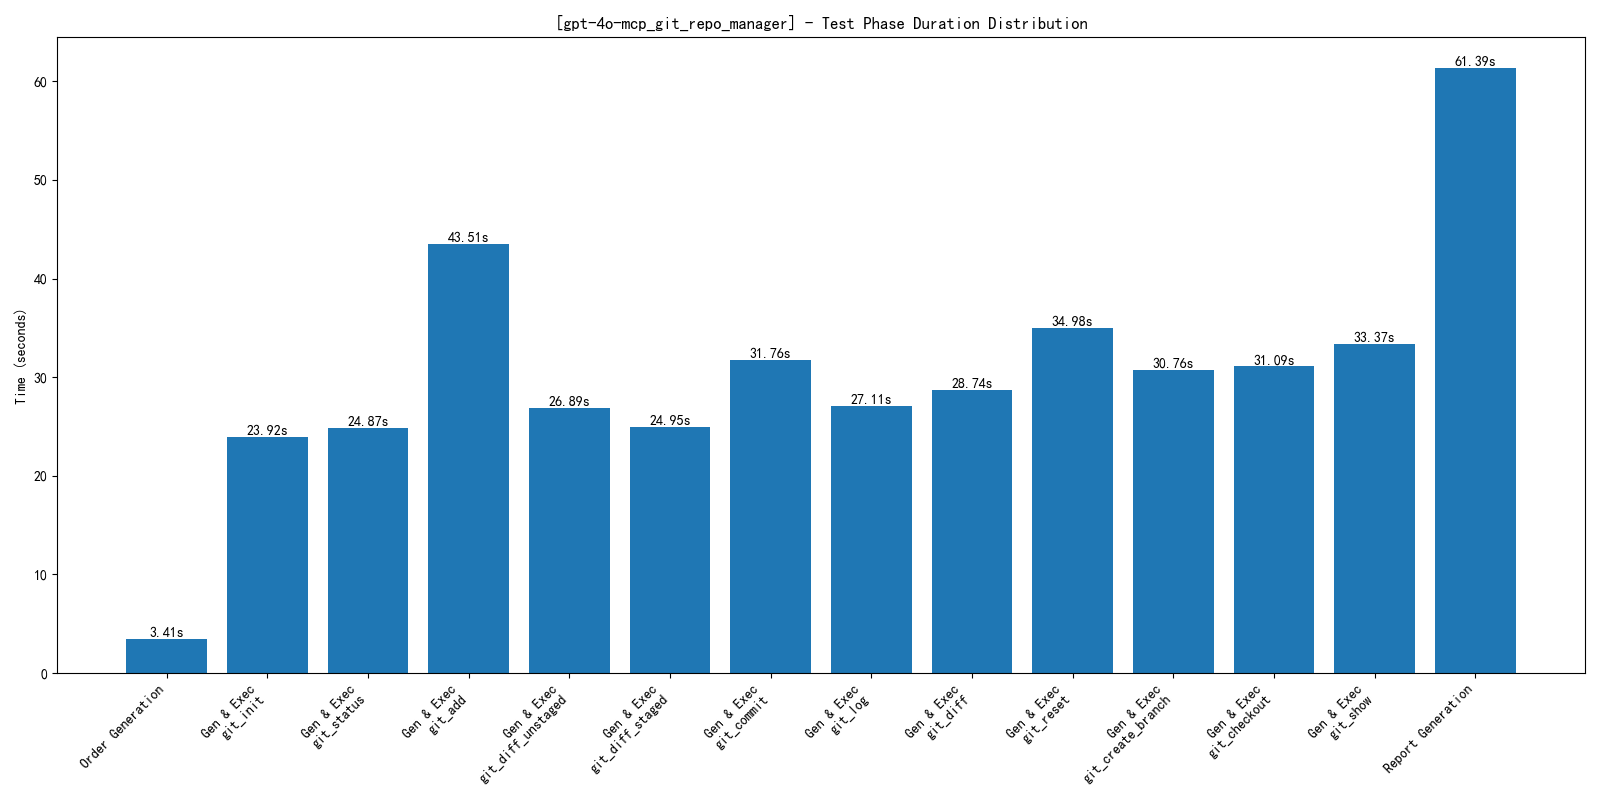 [gpt-4o-mcp_git_repo_manager] - Test Phase Duration Distribution
Time (seconds)
60
50
40
30
20
10
0
3.41s
23.92s
24.87s
43.51s
26.89s
24.95s
31.76s
27.11s
28.74s
34.98s
30.76s
31.09s
33.37s
61.39s
Order Generation
Gen & Exec
git_init
Gen & Exec
git_status
Gen & Exec
git_add
Gen & Exec
git_diff_unstaged
Gen & Exec
git_diff_staged
Gen & Exec
git_commit
Gen & Exec
git_log
Gen & Exec
git_diff
Gen & Exec
git_reset
Gen & Exec
git_create_branch
Gen & Exec
git_checkout
Gen & Exec
git_show
Report Generation